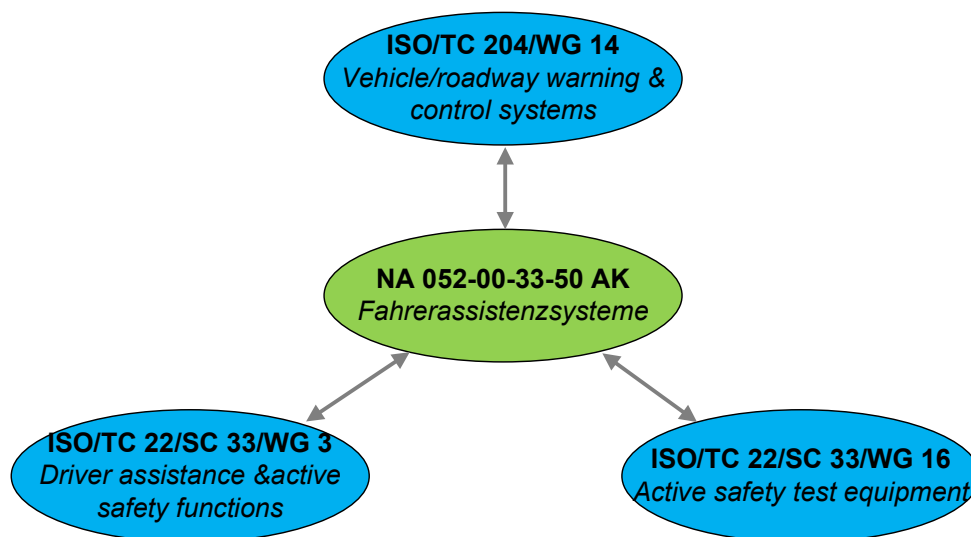 ISO/TC 204/WG 14
Vehicle/roadway warning &
control systems
NA 052-00-33-50 AK
Fahrerassistenzsysteme
ISO/TC 22/SC 33/WG 3
Driver assistance &active
safety functions
ISO/TC 22/SC 33/WG 16
Active safety test equipment